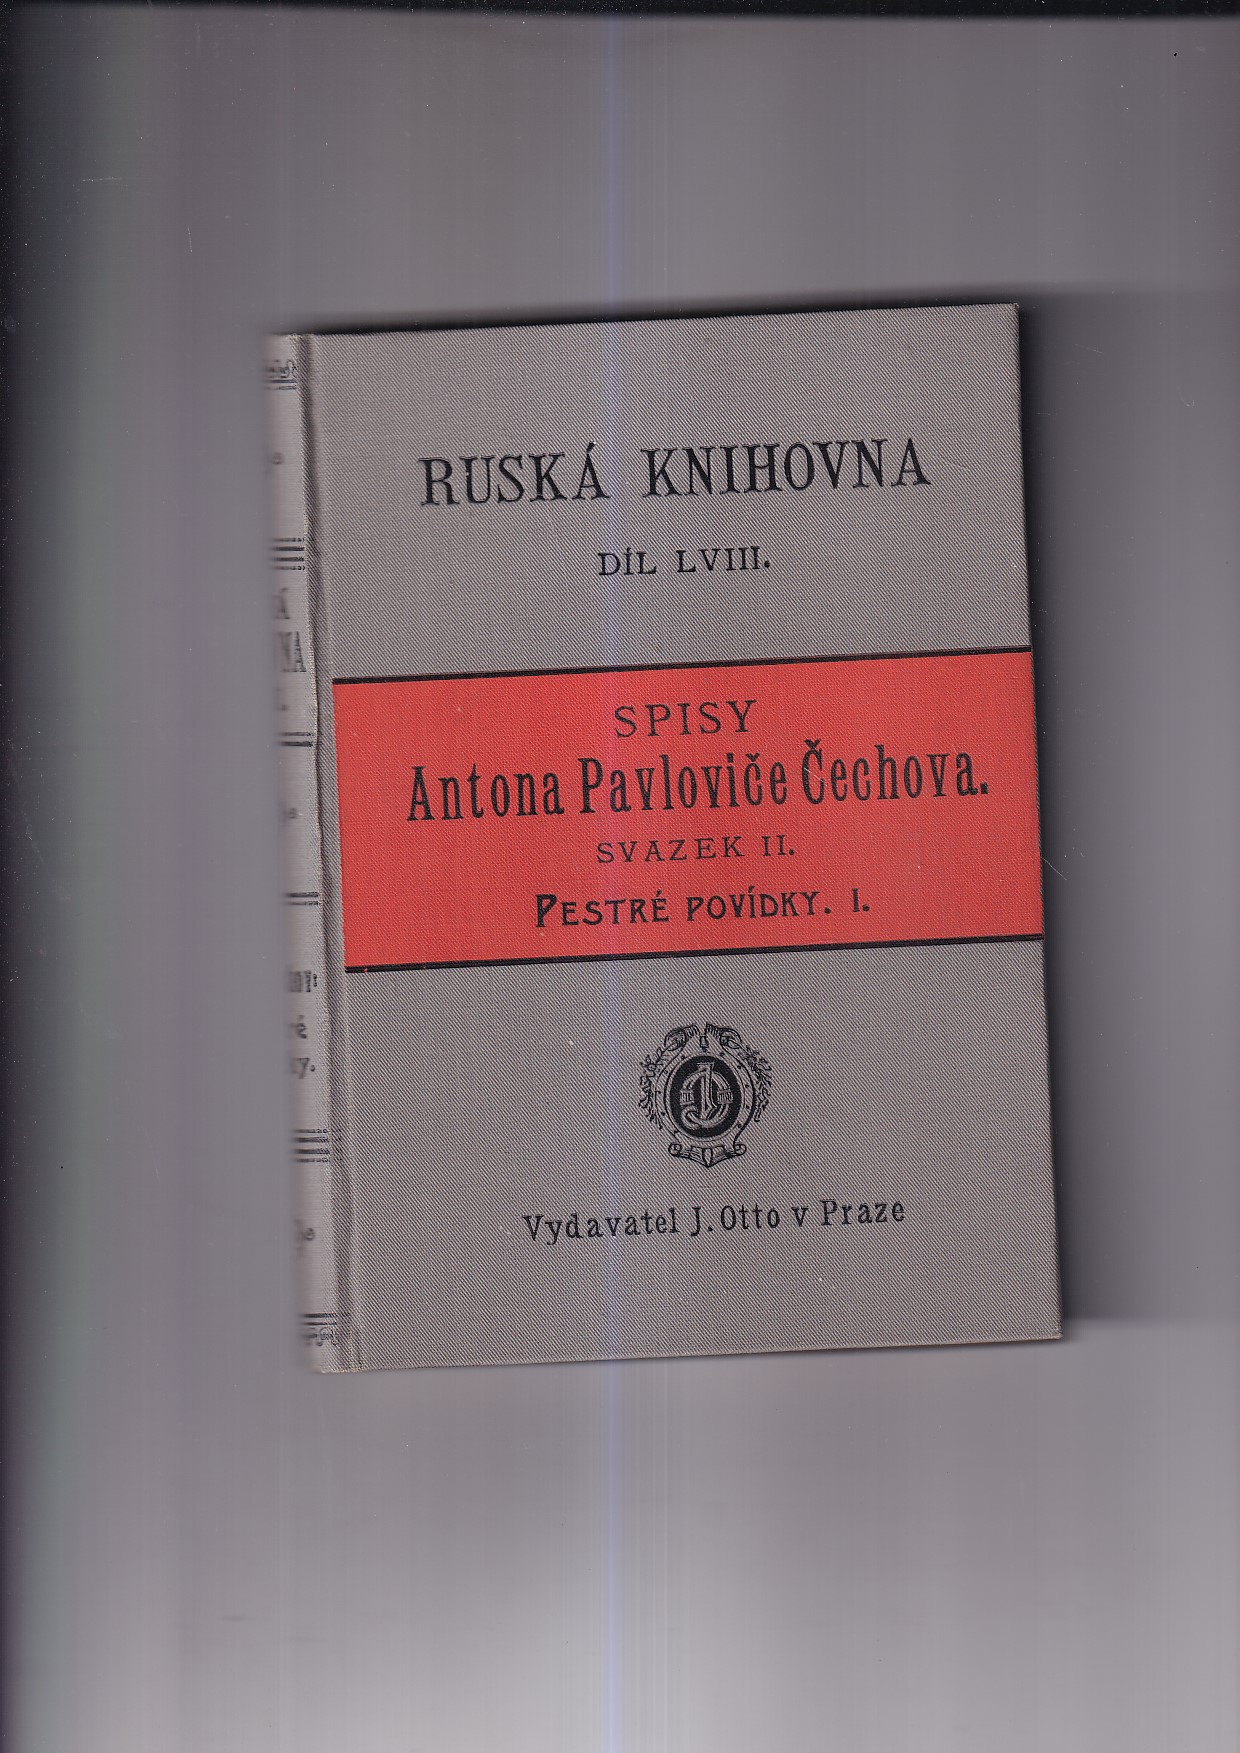 RUSKÁ KNIHOVNA
DÍL LVIII.
SPISY
Antona Pavloviče Čechova.
SVAZEK II.
PESTRÉ POVÍDKY. I.
Vydavatel J. Otto v Praze